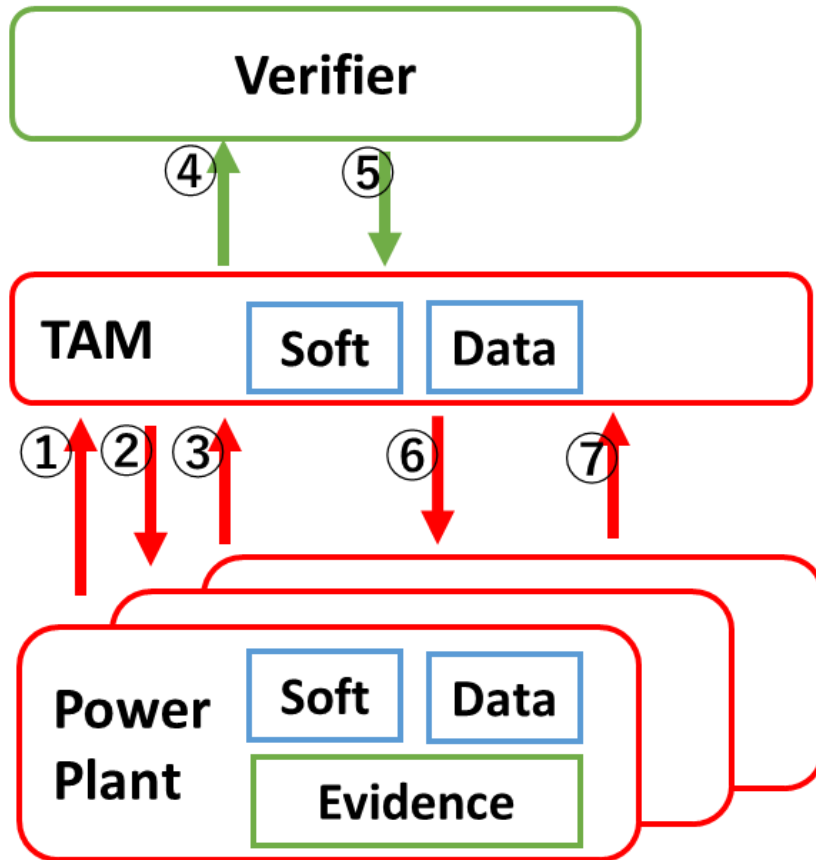 Verifier
④ ⑤
TAM Soft Data
① ② ③ ⑥ ⑦
Power
Plant
Soft Data
Evidence